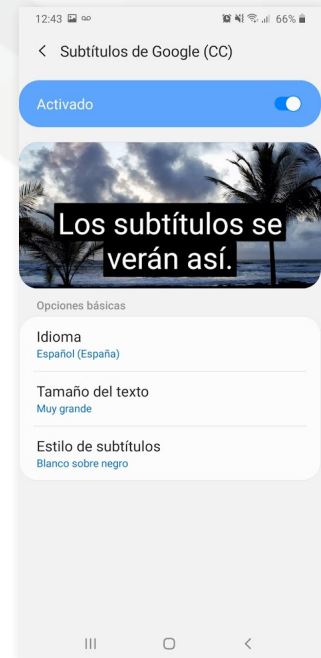 12:43 66%
Subtítulos de Google (CC)
Activado
Los subtítulos se
verán así.
Opciones básicas
Idioma
Español (España)
Tamaño del texto
Muy grande
Estilo de subtítulos
Blanco sobre negro